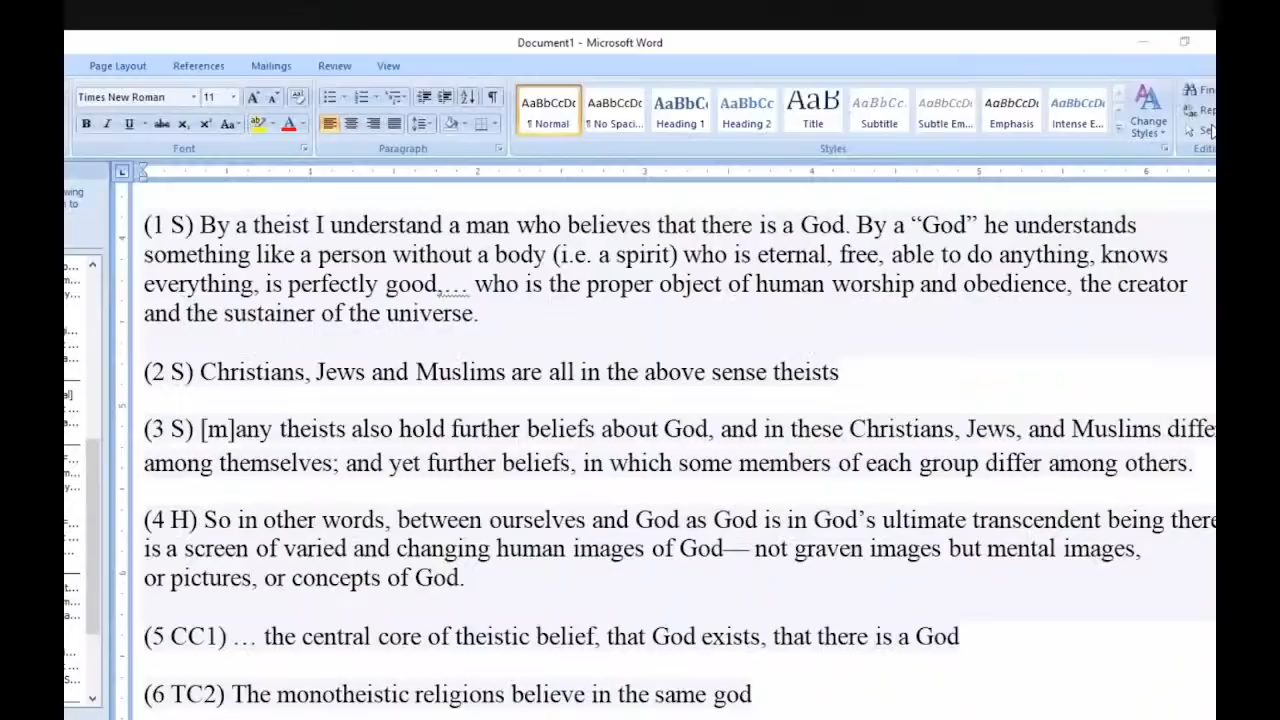 Document1 - Microsoft Word
Page Layout References Mailings Review View
Times New Roman 11
AaBbCcDc AaBbCcDc AaBbC AaBbCc AaB AaBbCc. AaBbCcDt AaBbCcDt AaBbCcDt
B I U abc x₂ x² Aa
¶ Normal ¶ No Spaci... Heading 1 Heading 2 Title Subtitle Subtle Em... Emphasis Intense E... Change Styles
Font Paragraph Styles
(1 S) By a theist I understand a man who believes that there is a God. By a “God” he understands
something like a person without a body (i.e. a spirit) who is eternal, free, able to do anything, knows
everything, is perfectly good,… who is the proper object of human worship and obedience, the creator
and the sustainer of the universe.
(2 S) Christians, Jews and Muslims are all in the above sense theists
(3 S) [m]any theists also hold further beliefs about God, and in these Christians, Jews, and Muslims diffe
among themselves; and yet further beliefs, in which some members of each group differ among others.
(4 H) So in other words, between ourselves and God as God is in God’s ultimate transcendent being there
is a screen of varied and changing human images of God— not graven images but mental images,
or pictures, or concepts of God.
(5 CC1) … the central core of theistic belief, that God exists, that there is a God
(6 TC2) The monotheistic religions believe in the same god